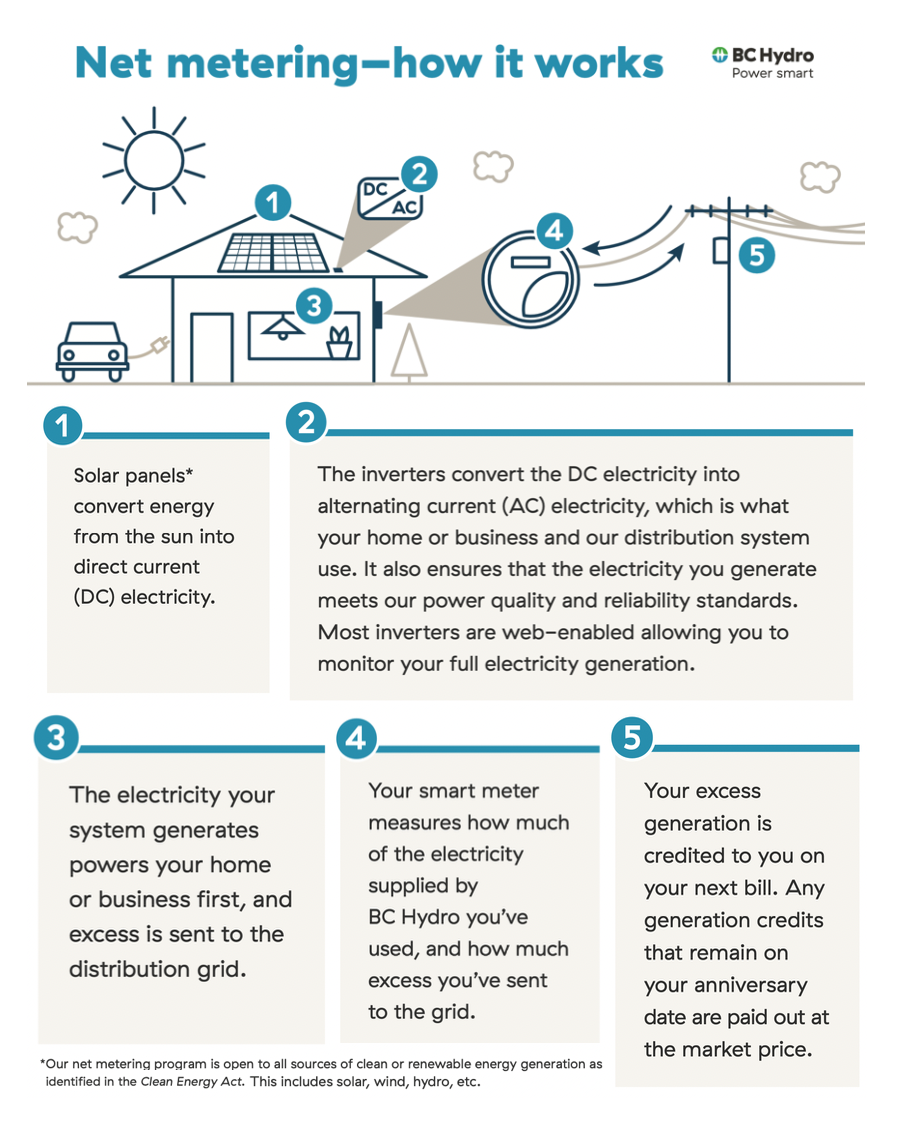 Net metering—how it works
BC Hydro
Power smart
1
DC
AC
2
3
4
5
1
Solar panels*
convert energy
from the sun into
direct current
(DC) electricity.
2
The inverters convert the DC electricity into
alternating current (AC) electricity, which is what
your home or business and our distribution system
use. It also ensures that the electricity you generate
meets our power quality and reliability standards.
Most inverters are web-enabled allowing you to
monitor your full electricity generation.
3
The electricity your
system generates
powers your home
or business first, and
excess is sent to the
distribution grid.
4
Your smart meter
measures how much
of the electricity
supplied by
BC Hydro you've
used, and how much
excess you've sent
to the grid.
5
Your excess
generation is
credited to you on
your next bill. Any
generation credits
that remain on
your anniversary
date are paid out at
the market price.
*Our net metering program is open to all sources of clean or renewable energy generation as
identified in the Clean Energy Act. This includes solar, wind, hydro, etc.